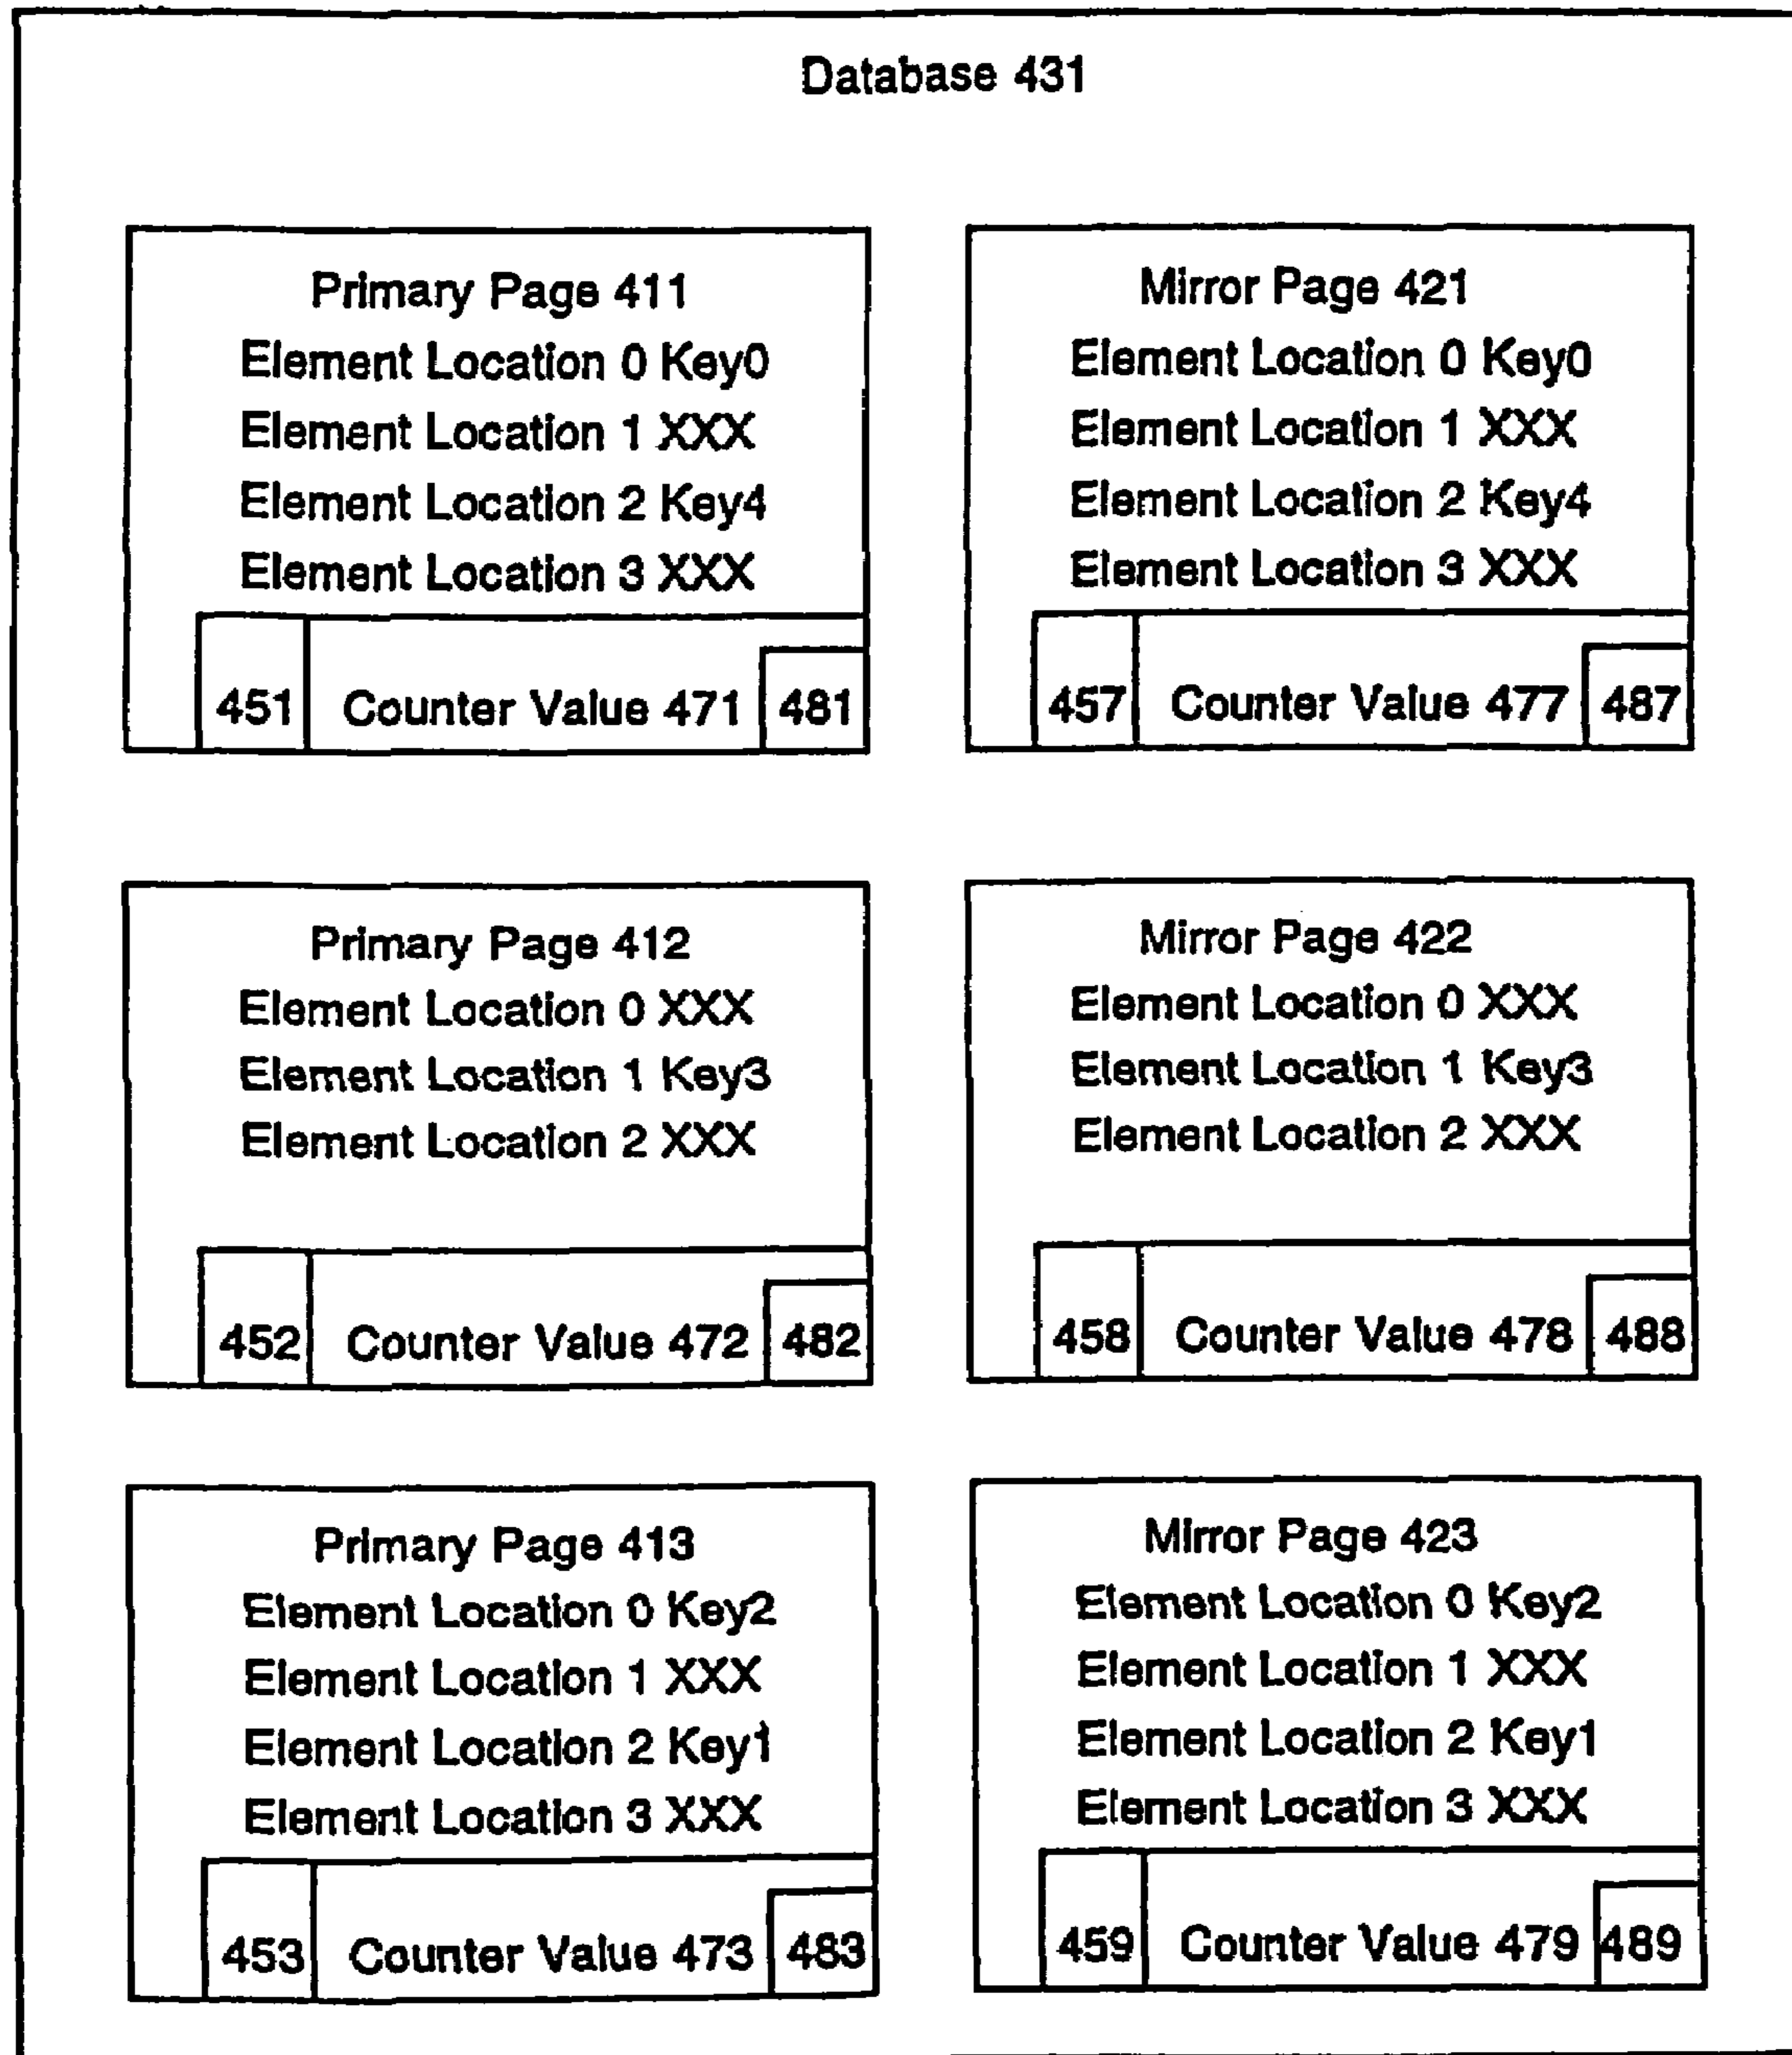 Database 431
Primary Page 411
Element Location 0 Key0
Element Location 1 XXX
Element Location 2 Key4
Element Location 3 XXX
451 Counter Value 471 481
Mirror Page 421
Element Location 0 Key0
Element Location 1 XXX
Element Location 2 Key4
Element Location 3 XXX
457 Counter Value 477 487
Primary Page 412
Element Location 0 XXX
Element Location 1 Key3
Element Location 2 XXX
452 Counter Value 472 482
Mirror Page 422
Element Location 0 XXX
Element Location 1 Key3
Element Location 2 XXX
458 Counter Value 478 488
Primary Page 413
Element Location 0 Key2
Element Location 1 XXX
Element Location 2 Key1
Element Location 3 XXX
453 Counter Value 473 483
Mirror Page 423
Element Location 0 Key2
Element Location 1 XXX
Element Location 2 Key1
Element Location 3 XXX
459 Counter Value 479 489